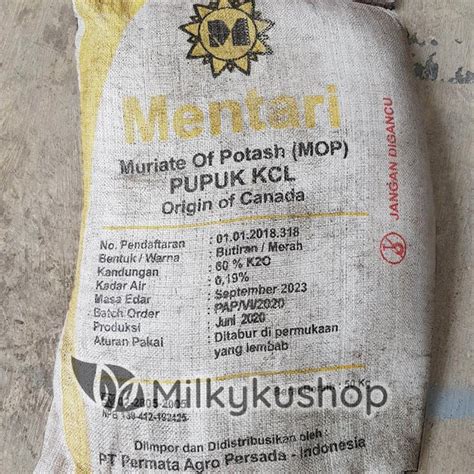 Mentari
Muriate Of Potash (MOP)
PUPUK KCL
Origin of Canada
JANGAN DIGANCU
No. Pendaftaran : 01.01.2018.318
Bentuk / Warna : Butiran / Merah
Kandungan : 60 % K2O
Kadar Air : 0,19%
Masa Edar : September 2023
Batch Order : PAP/VI/2020
Produksi : Juni 2020
Aturan Pakai : Ditabur di permukaan
yang lembab
50 KG
Milkykushop
Diimpor dan Didistribusikan oleh
PT Permata Agro Persada - Indonesia